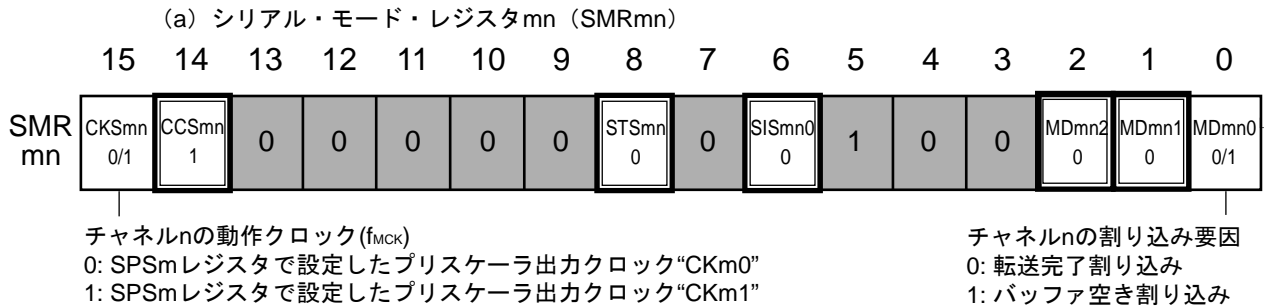 (a) シリアル・モード・レジスタmn(SMRmn)
15 14 13 12 11 10 9 8 7 6 5 4 3 2 1 0
SMR
mn
CKSmn CCSmn 0 0 0 0 0 STSmn 0 SISmn0 1 0 0 MDmn2 MDmn1 MDmn0
0/1 1 0 0 0 0 0/1
チャネルnの動作クロック(fMCK)
0: SPSmレジスタで設定したプリスケーラ出力クロック“CKm0”
1: SPSmレジスタで設定したプリスケーラ出力クロック“CKm1”
チャネルnの割り込み要因
0: 転送完了割り込み
1: バッファ空き割り込み